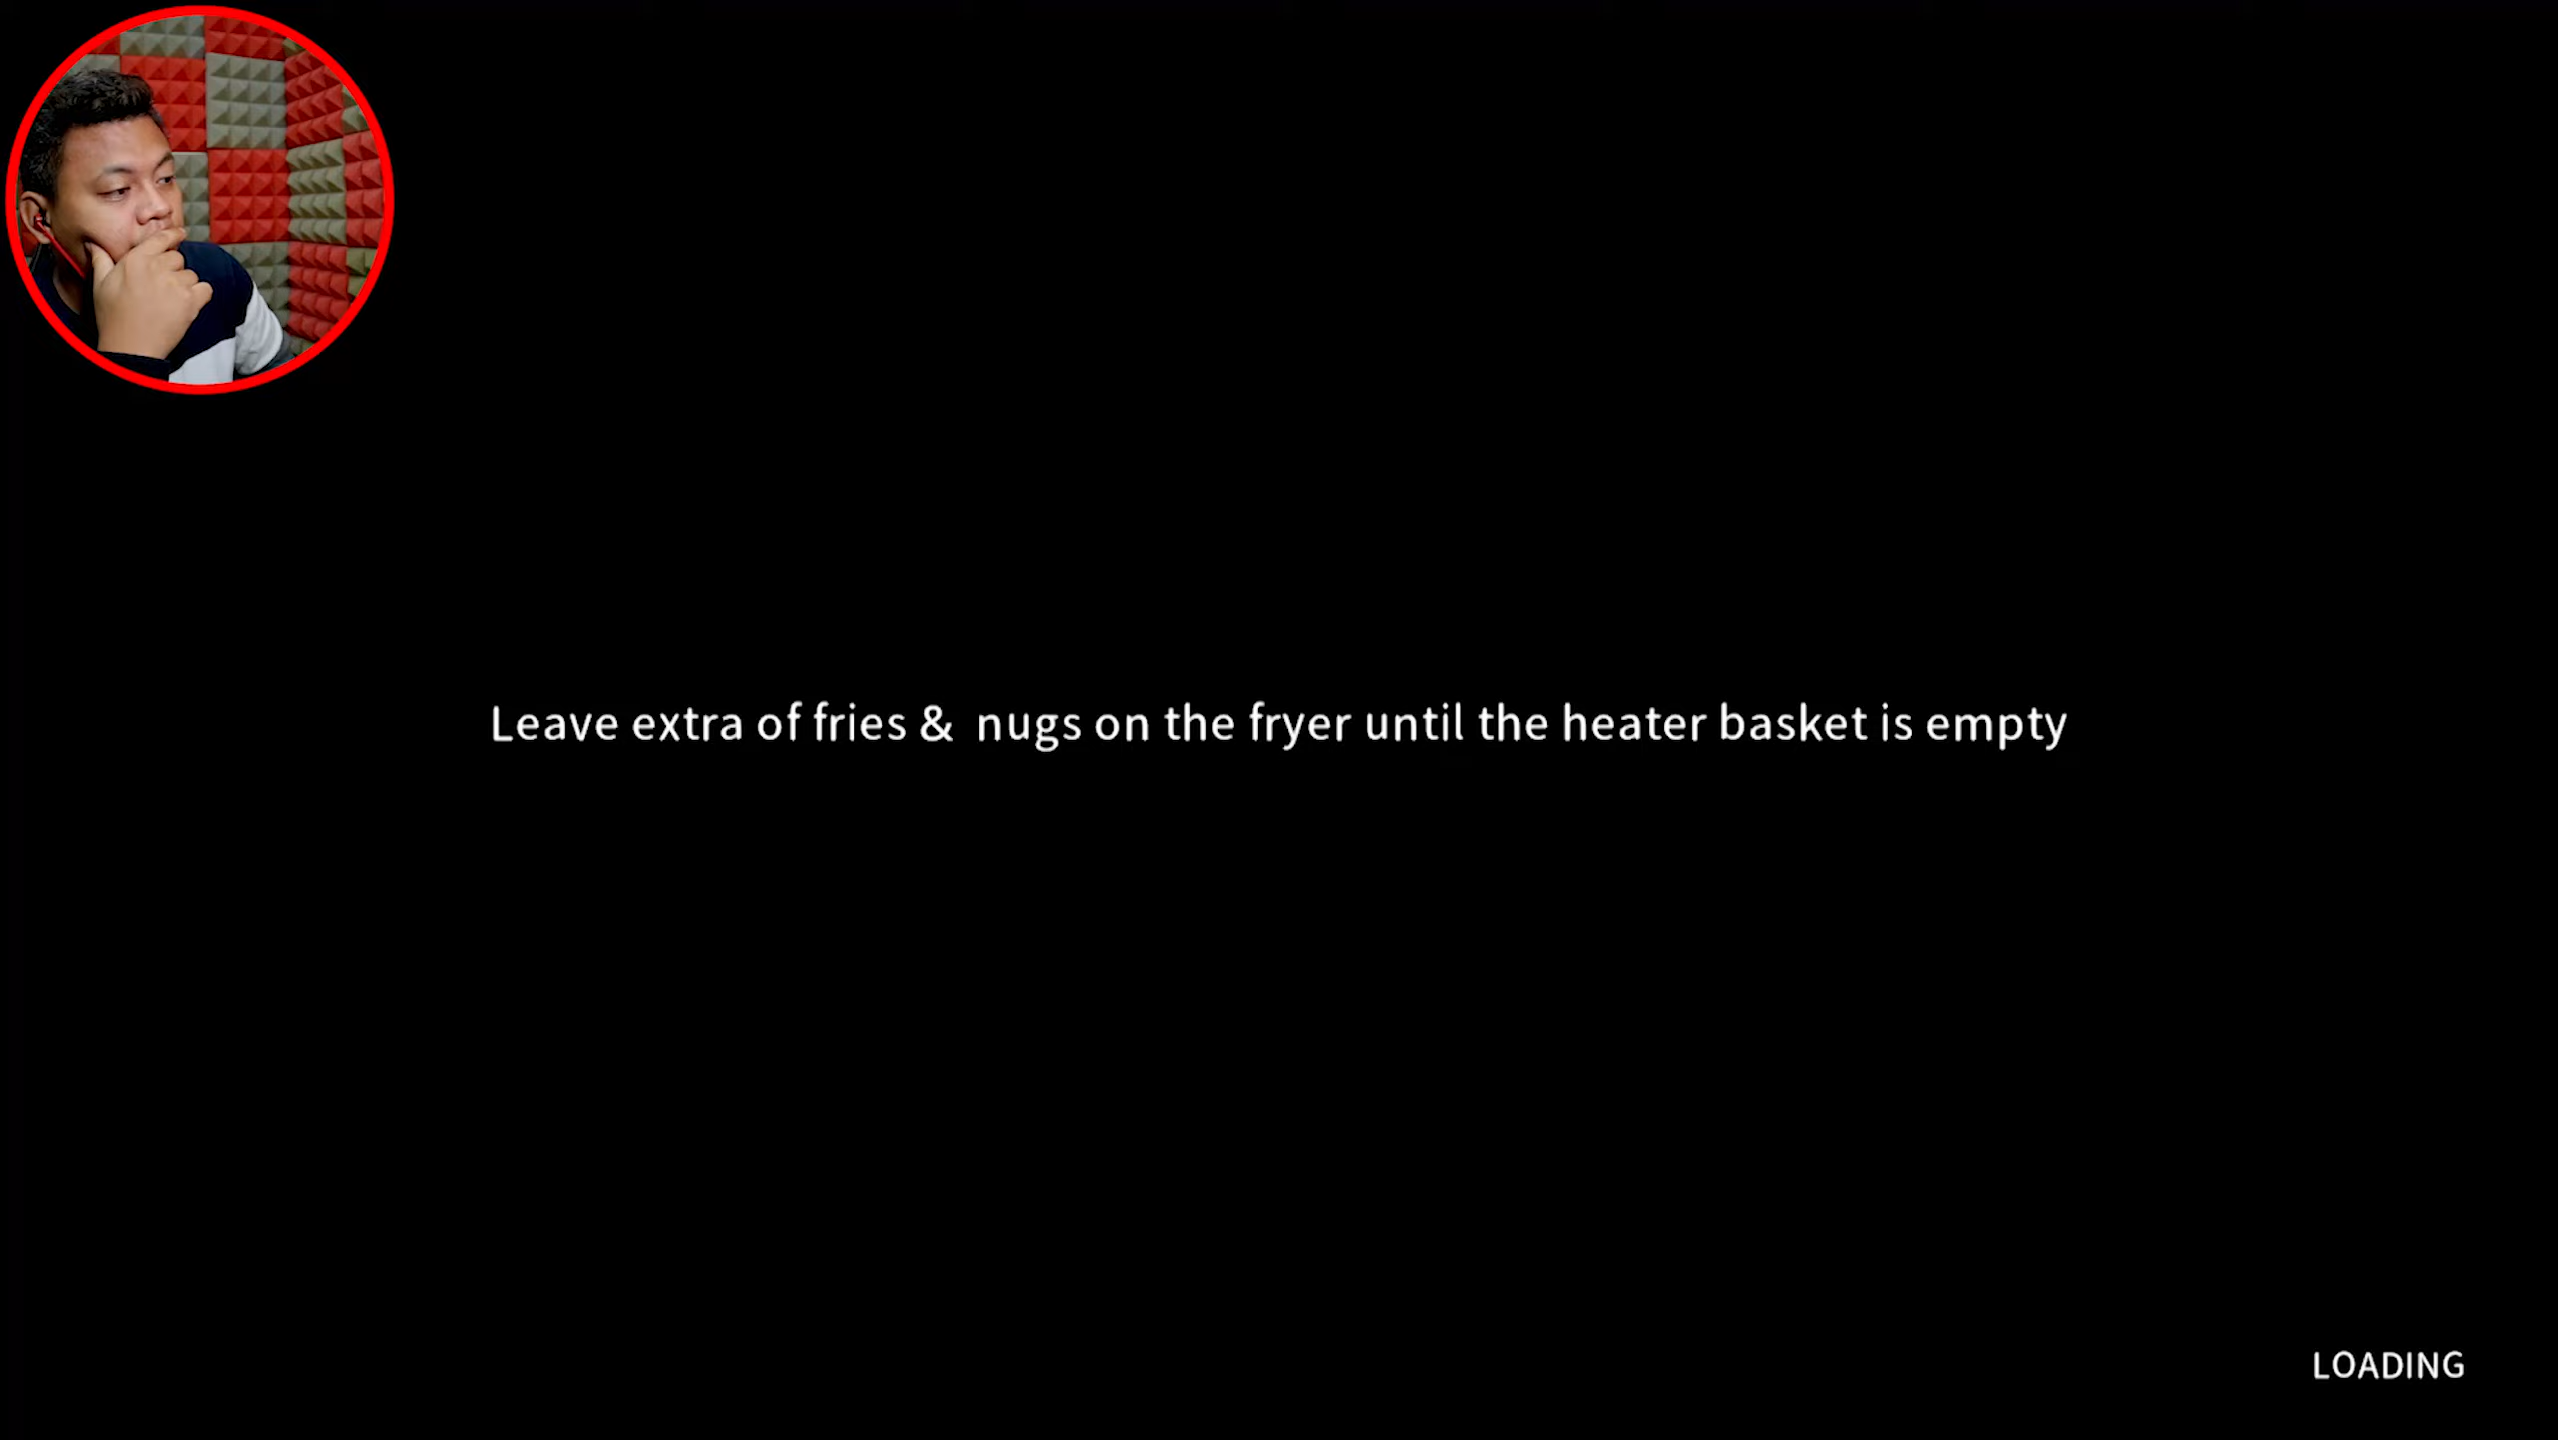 Leave extra of fries &  nugs on the fryer until the heater basket is empty
LOADING